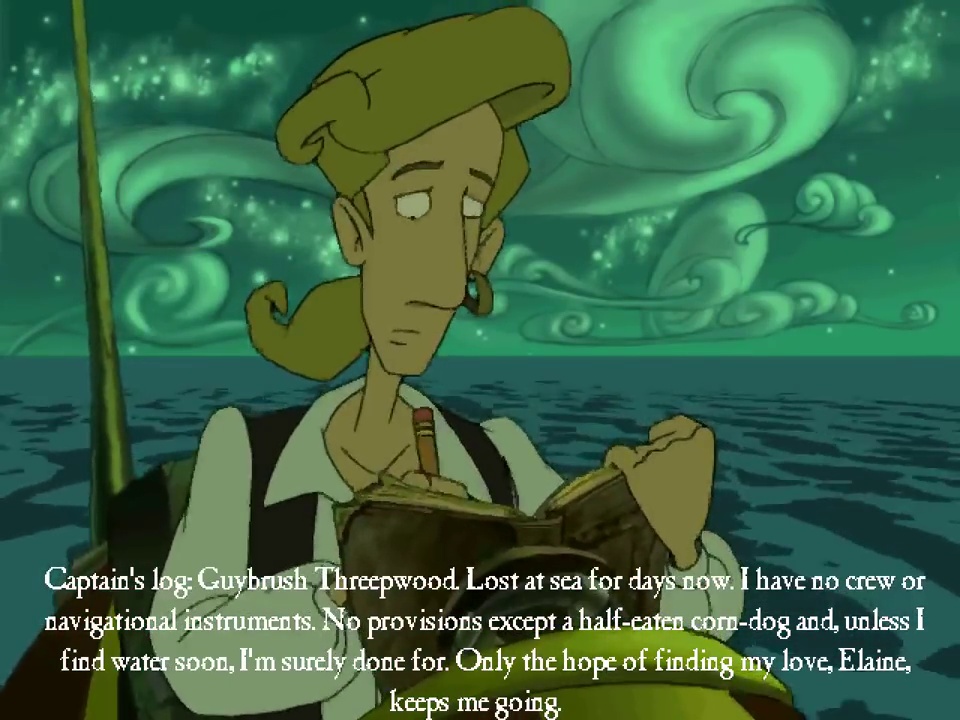 Captain's log: Guybrush Threepwood. Lost at sea for days now. I have no crew or
navigational instruments. No provisions except a half-eaten corn-dog and, unless I
find water soon, I'm surely done for. Only the hope of finding my love, Elaine,
keeps me going.